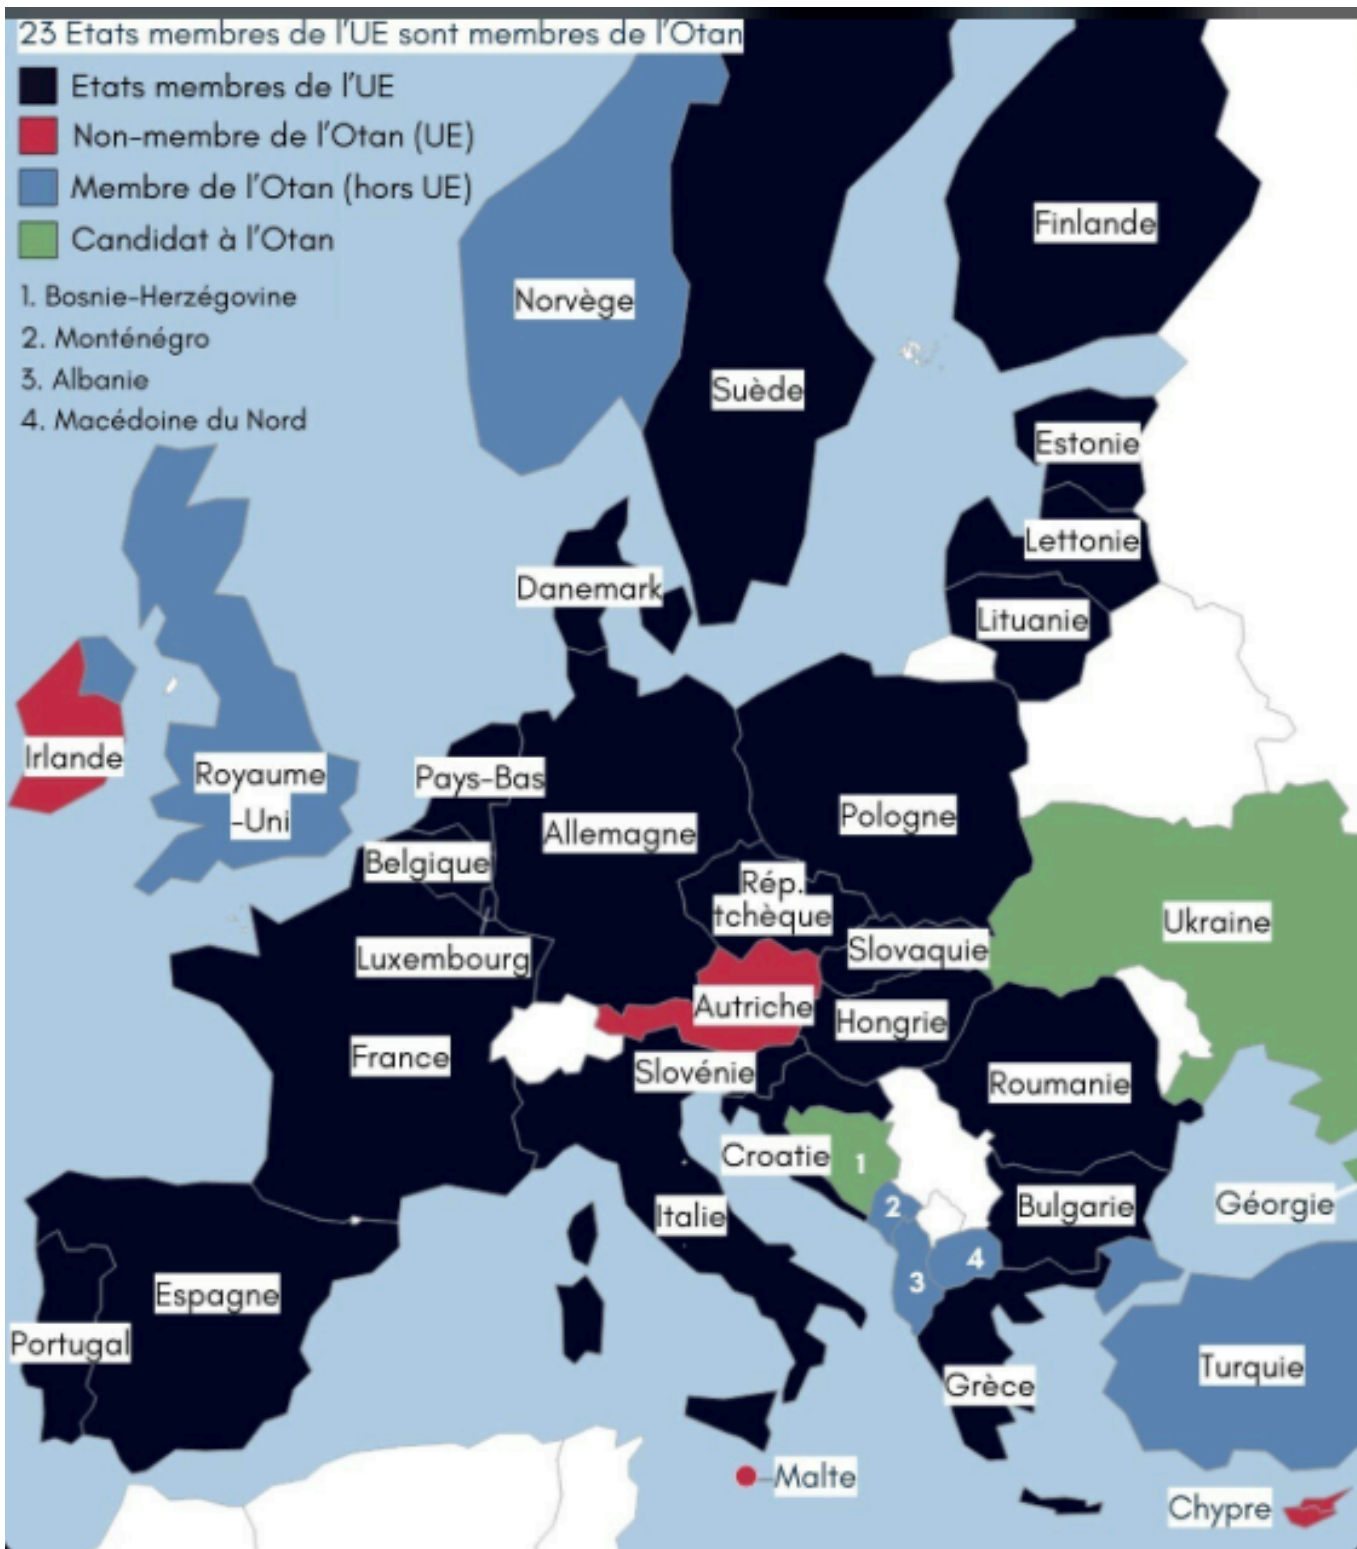 23 Etats membres de l'UE sont membres de l'Otan
Etats membres de l'UE
Non-membre de l'Otan (UE)
Membre de l'Otan (hors UE)
Candidat à l'Otan
1. Bosnie-Herzégovine
2. Monténégro
3. Albanie
4. Macédoine du Nord
Finlande
Norvège
Suède
Estonie
Lettonie
Danemark
Lituanie
Irlande
Royaume
-Uni
Pays-Bas
Pologne
Allemagne
Belgique
Rép.
tchèque
Ukraine
Slovaquie
Luxembourg
Autriche
Hongrie
France
Slovénie
Roumanie
Croatie
1
2
Bulgarie
Géorgie
Italie
4
3
Espagne
Portugal
Turquie
Grèce
Malte
Chypre